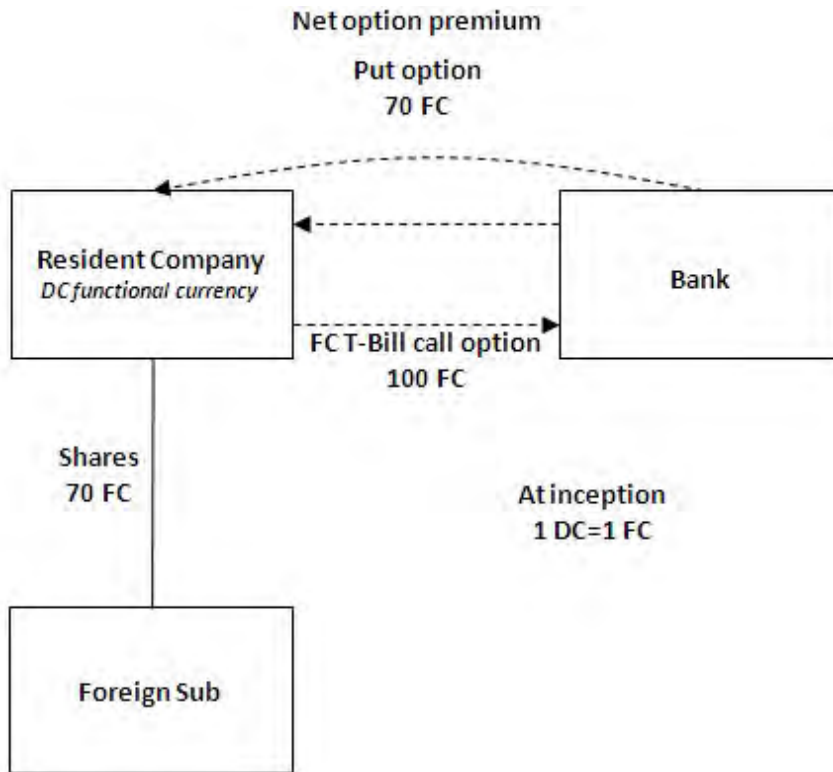 Net option premium
Put option
70 FC
Resident Company
DC functional currency
Bank
FC T-Bill call option
100 FC
Shares
70 FC
At inception
1 DC=1 FC
Foreign Sub